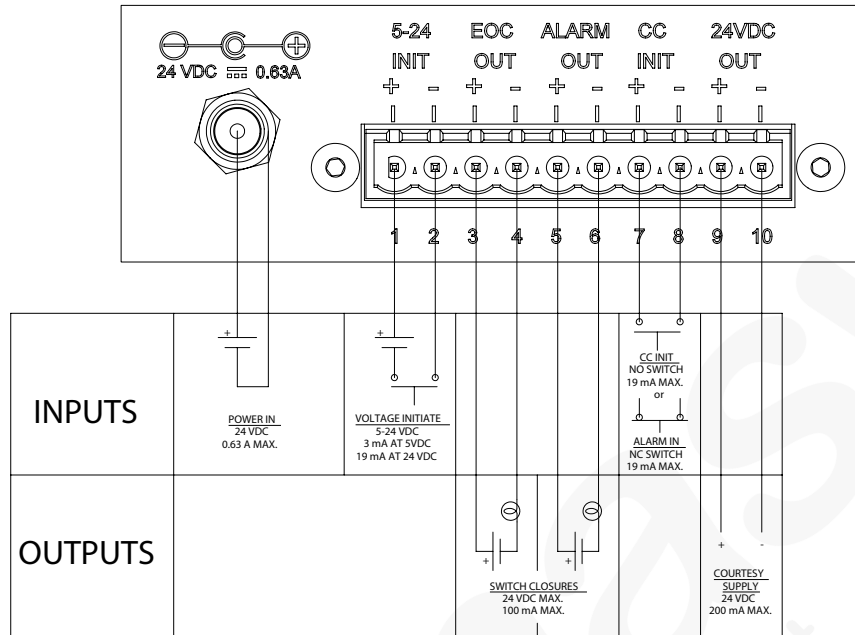 5-24 EOC ALARM CC 24VDC
INIT OUT OUT INIT OUT
24 VDC 0.63A
+ - + - + - + - + -
1 2 3 4 5 6 7 8 9 10
INPUTS
+
POWER IN
24 VDC
0.63 A MAX.
+
VOLTAGE INITIATE
5-24 VDC
3 mA AT 5VDC
19 mA AT 24 VDC
CC INIT
NO SWITCH
19 mA MAX.
or
ALARM IN
NC SWITCH
19 mA MAX.
OUTPUTS
+
+
SWITCH CLOSURES
24 VDC MAX.
100 mA MAX.
+ -
COURTESY
SUPPLY
24 VDC
200 mA MAX.